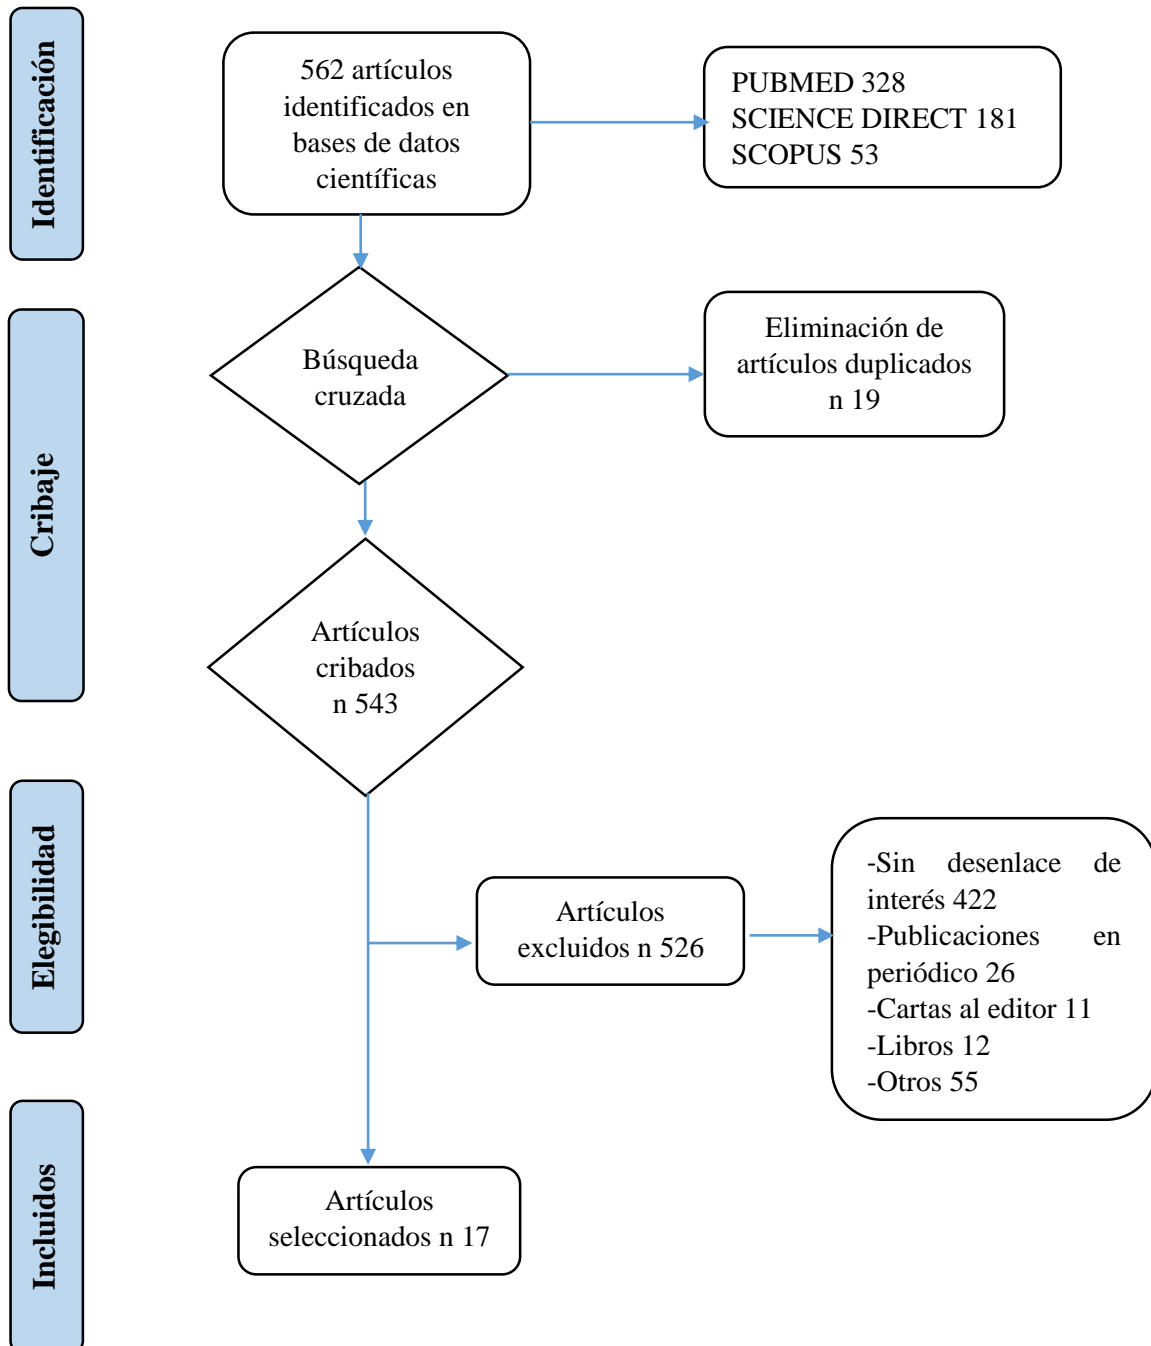 Identificación
562 artículos
identificados en
bases de datos
científicas
PUBMED 328
SCIENCE DIRECT 181
SCOPUS 53
Cribaje
Búsqueda
cruzada
Eliminación de
artículos duplicados
n 19
Artículos
cribados
n 543
Elegibilidad
Artículos
excluidos n 526
-Sin desenlace de
interés 422
-Publicaciones en
periódico 26
-Cartas al editor 11
-Libros 12
-Otros 55
Incluidos
Artículos
seleccionados n 17